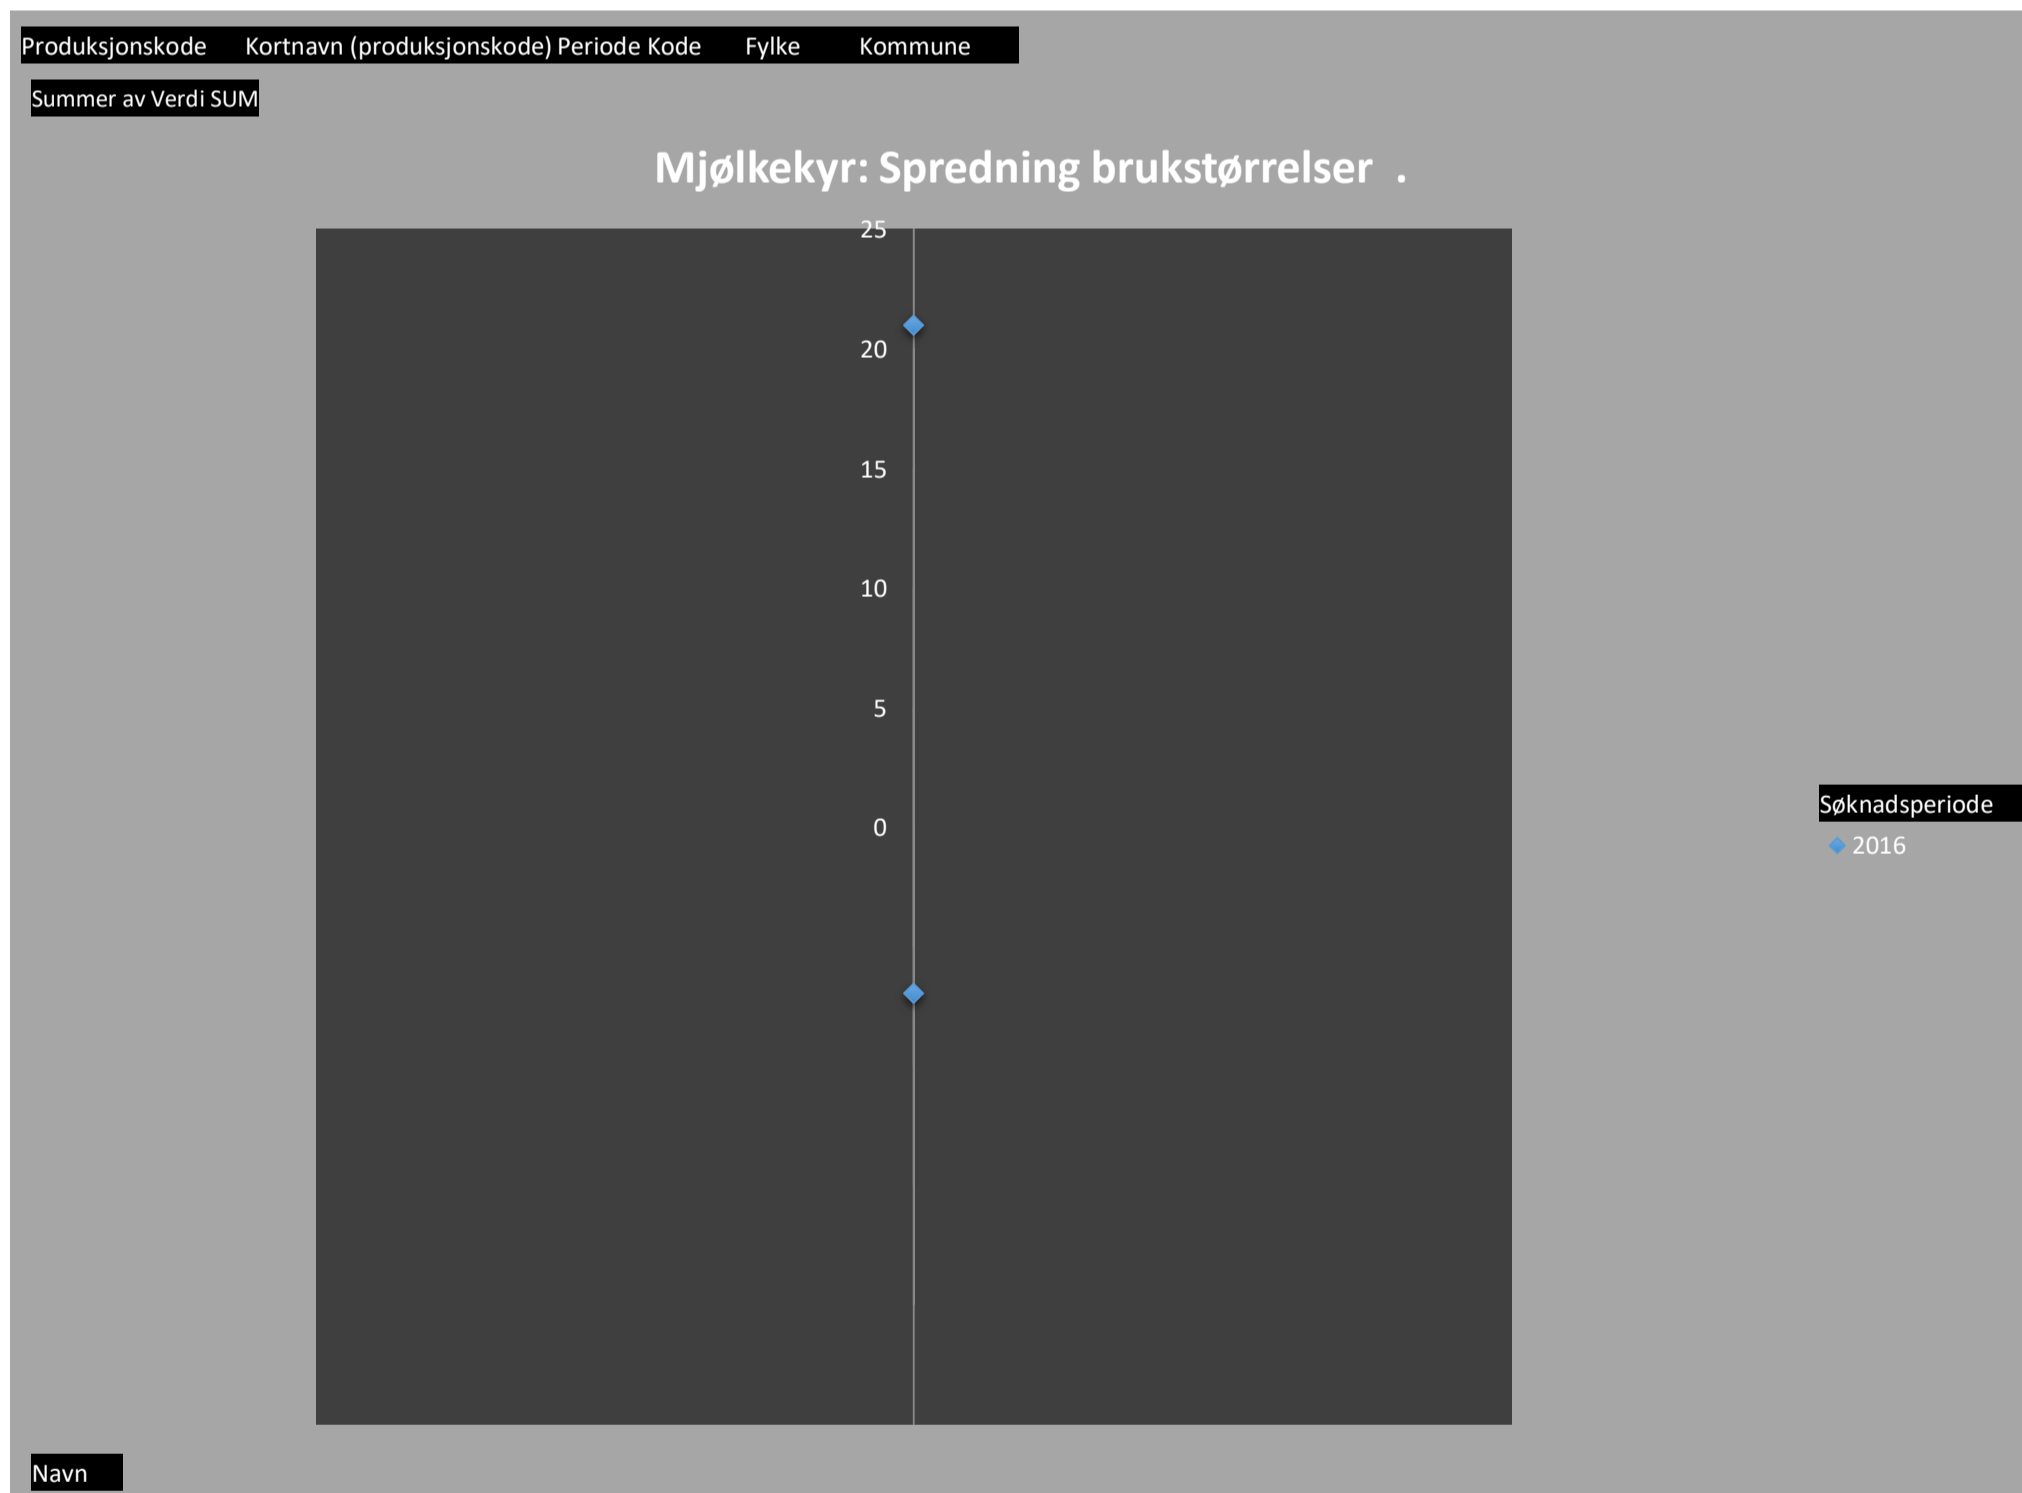 Produksjonskode Kortnavn (produksjonskode) Periode Kode Fylke Kommune
Summer av Verdi SUM
Mjølkekyr: Spredning brukstørrelser .
25
20
15
10
5
0
Søknadsperiode
2016
Navn